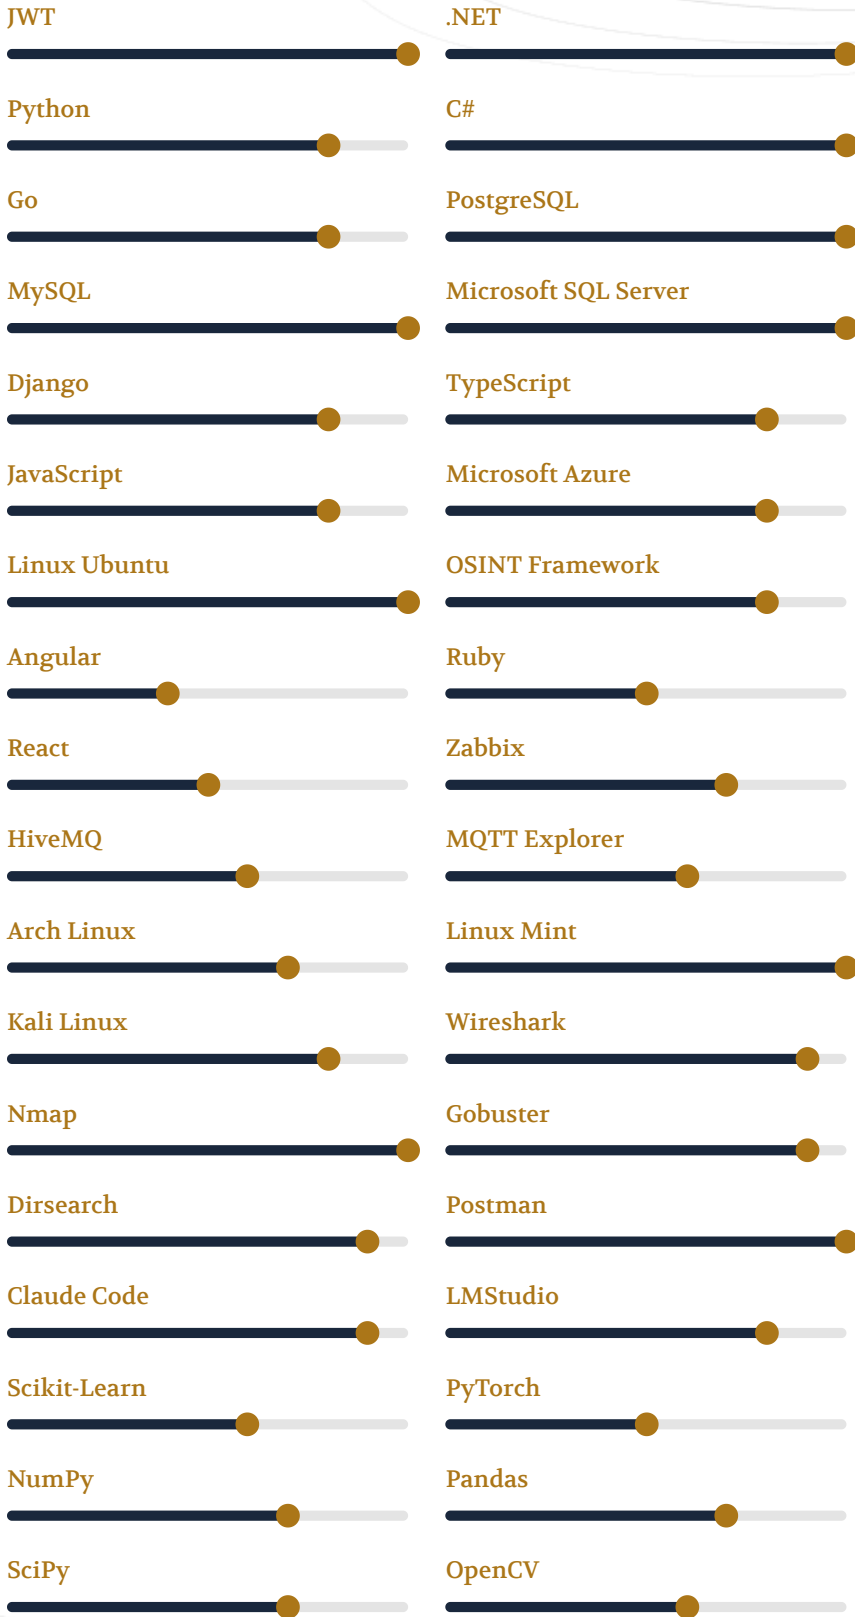 JWT
.NET
Python
C#
Go
PostgreSQL
MySQL
Microsoft SQL Server
Django
TypeScript
JavaScript
Microsoft Azure
Linux Ubuntu
OSINT Framework
Angular
Ruby
React
Zabbix
HiveMQ
MQTT Explorer
Arch Linux
Linux Mint
Kali Linux
Wireshark
Nmap
Gobuster
Dirsearch
Postman
Claude Code
LMStudio
Scikit-Learn
PyTorch
NumPy
Pandas
SciPy
OpenCV